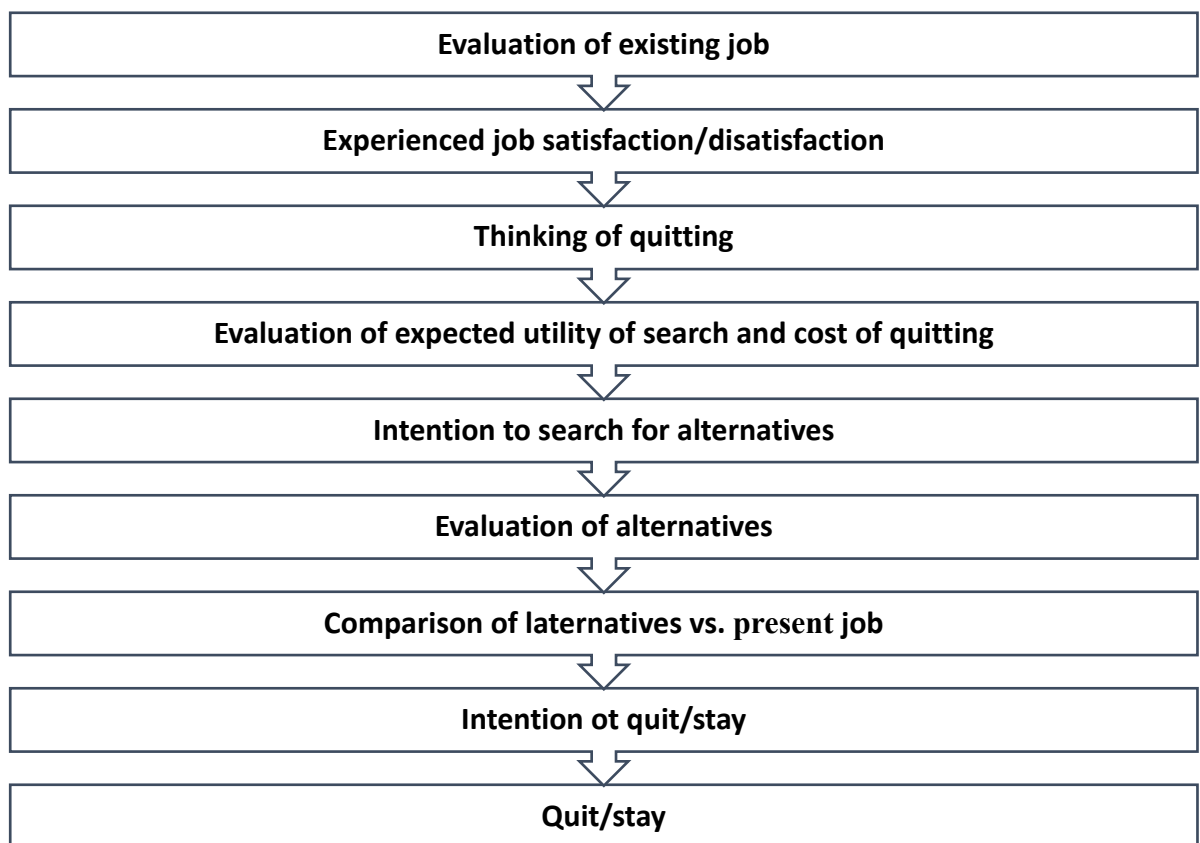 Evaluation of existing job
Experienced job satisfaction/disatisfaction
Thinking of quitting
Evaluation of expected utility of search and cost of quitting
Intention to search for alternatives
Evaluation of alternatives
Comparison of laternatives vs. present job
Intention ot quit/stay
Quit/stay